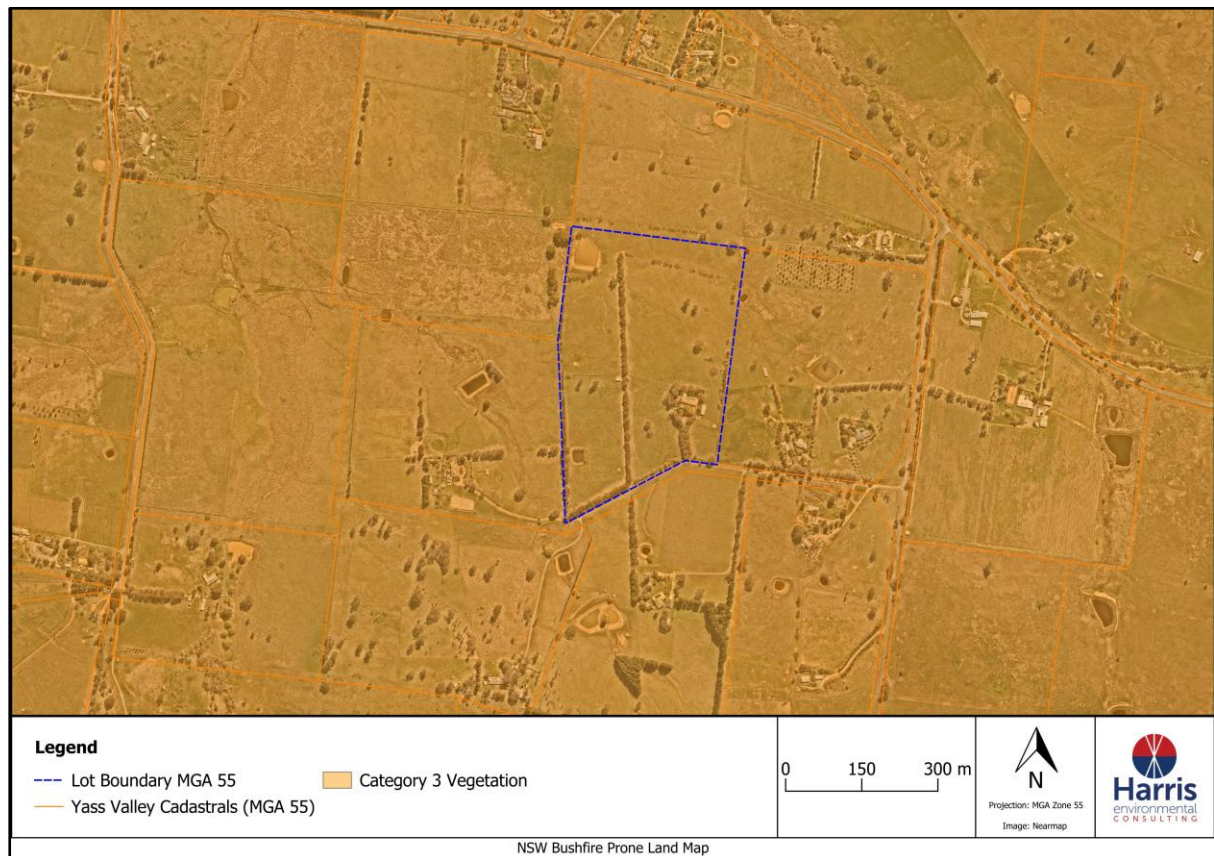 Legend
Lot Boundary MGA 55
Category 3 Vegetation
Yass Valley Cadastrals (MGA 55)
0 150 300 m
N
Projection: MGA Zone 55
Image: Nearmap
Harris
environmental
CONSULTING
NSW Bushfire Prone Land Map